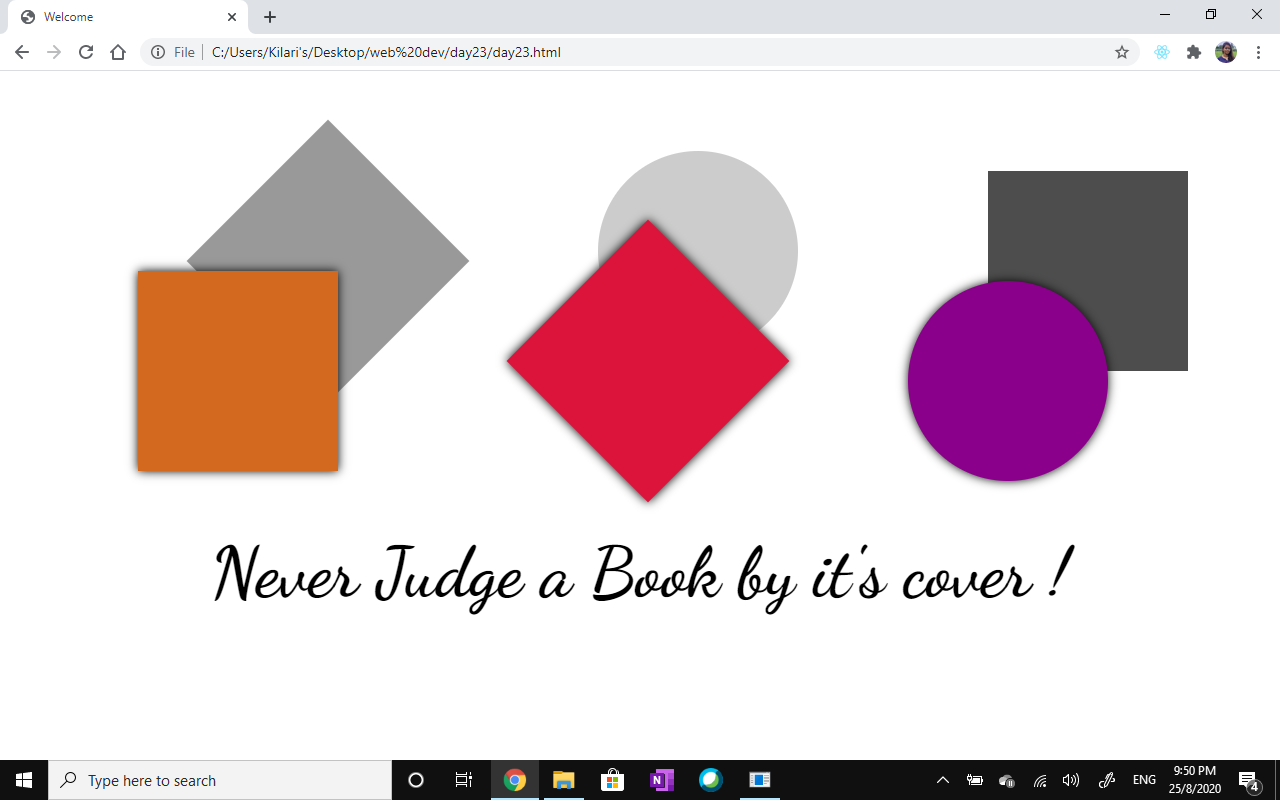 Welcome
File
C:/Users/Kilari's/Desktop/web%20dev/day23/day23.html
Never Judge a Book by it's cover !
Type here to search
N
ENG
9:50 PM
25/8/2020
4